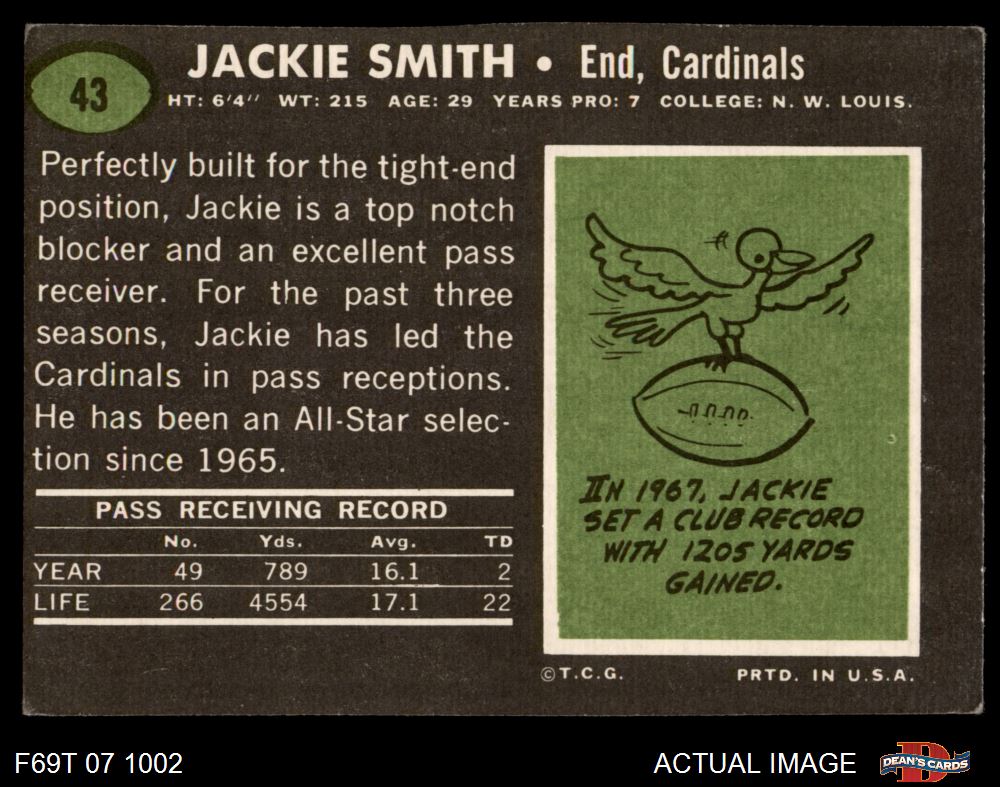 43
JACKIE SMITH • End, Cardinals
HT: 6'4'' WT: 215 AGE: 29 YEARS PRO: 7 COLLEGE: N. W. LOUIS.
Perfectly built for the tight-end
position, Jackie is a top notch
blocker and an excellent pass
receiver. For the past three
seasons, Jackie has led the
Cardinals in pass receptions.
He has been an All-Star selec-
tion since 1965.
PASS RECEIVING RECORD
No. Yds. Avg. TD
YEAR 49 789 16.1 2
LIFE 266 4554 17.1 22
IN 1967, JACKIE
SET A CLUB RECORD
WITH 1205 YARDS
GAINED.
©T.C.G. PRTD. IN U.S.A.
F69T 07 1002
ACTUAL IMAGE
D
DEAN'S CARDS